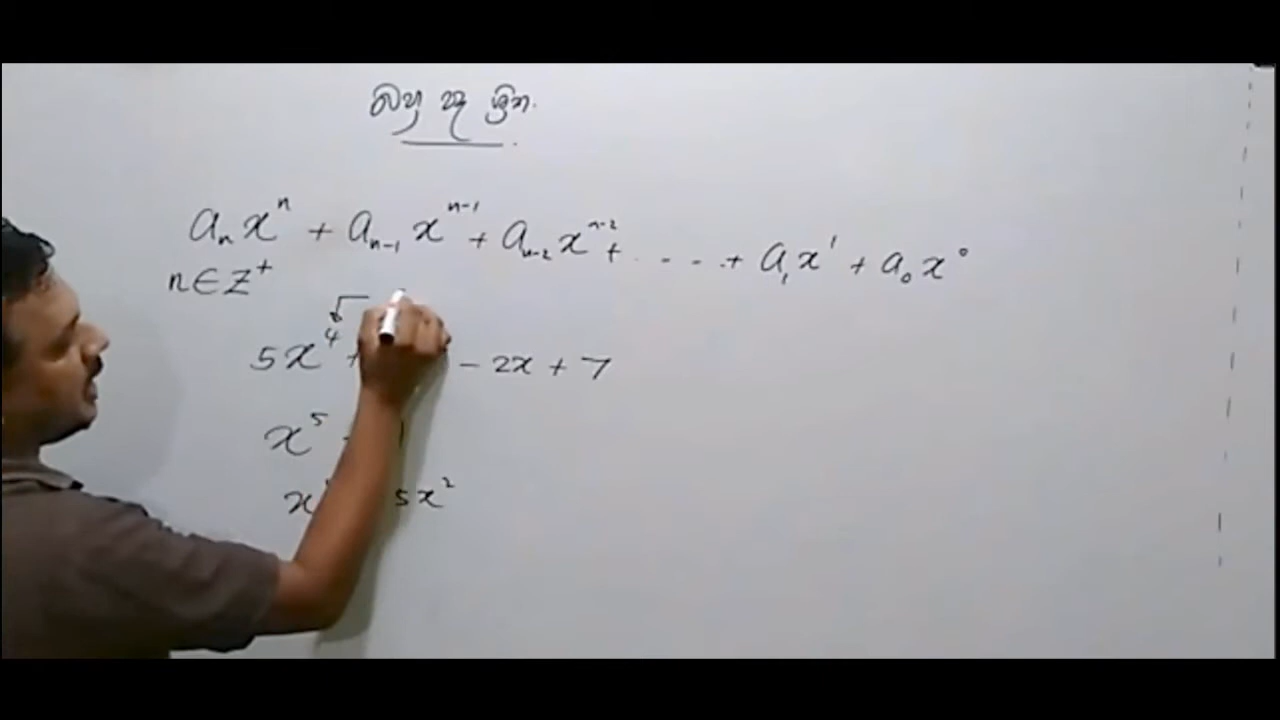 බහු පද ශ්‍රිත.
aₙxⁿ + aₙ₋₁xⁿ⁻¹ + aₙ₋₂xⁿ⁻² + ..... + a₁x¹ + a₀x⁰
n∈Z⁺
5x⁴ + − 2x + 7
x⁵
x 5x²